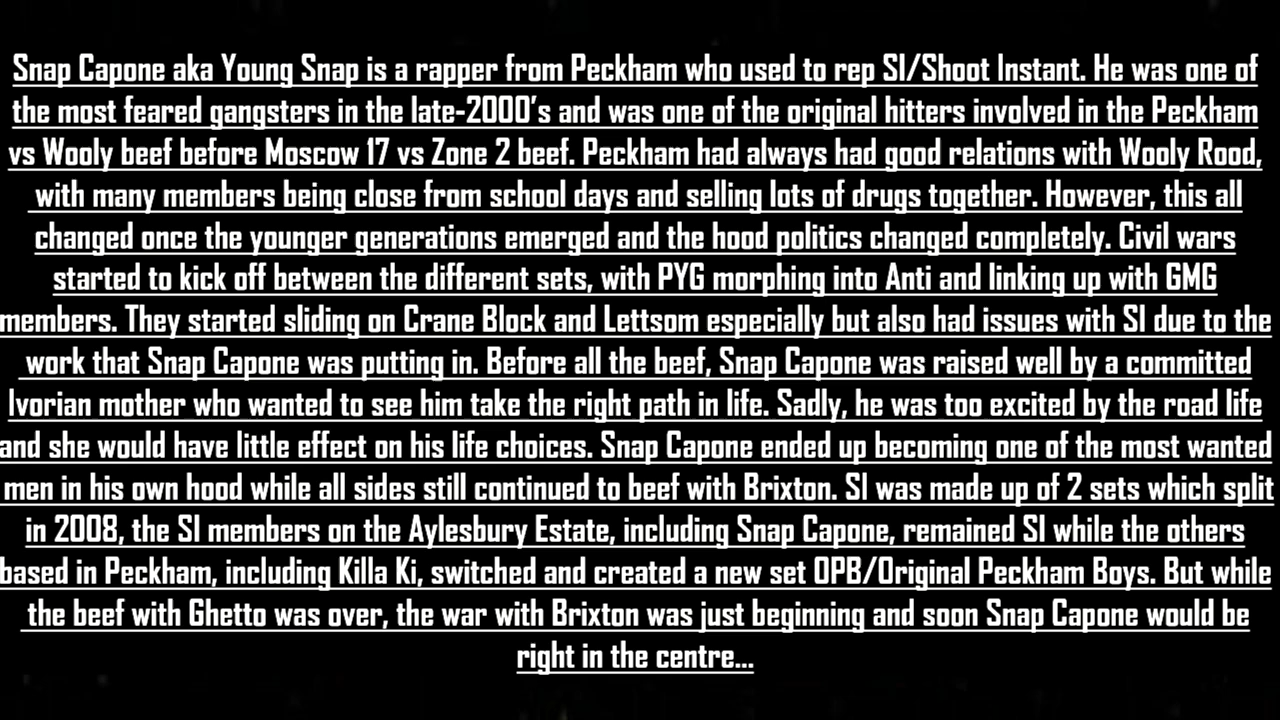 Snap Capone aka Young Snap is a rapper from Peckham who used to rep SI/Shoot Instant. He was one of
the most feared gangsters in the late-2000's and was one of the original hitters involved in the Peckham
vs Wooly beef before Moscow 17 vs Zone 2 beef. Peckham had always had good relations with Wooly Rood,
with many members being close from school days and selling lots of drugs together. However, this all
changed once the younger generations emerged and the hood politics changed completely. Civil wars
started to kick off between the different sets, with PYG morphing into Anti and linking up with GMG
members. They started sliding on Crane Block and Lettsom especially but also had issues with SI due to the
work that Snap Capone was putting in. Before all the beef, Snap Capone was raised well by a committed
Ivorian mother who wanted to see him take the right path in life. Sadly, he was too excited by the road life
and she would have little effect on his life choices. Snap Capone ended up becoming one of the most wanted
men in his own hood while all sides still continued to beef with Brixton. SI was made up of 2 sets which split
in 2008, the SI members on the Aylesbury Estate, including Snap Capone, remained SI while the others
based in Peckham, including Killa Ki, switched and created a new set OPB/Original Peckham Boys. But while
the beef with Ghetto was over, the war with Brixton was just beginning and soon Snap Capone would be
right in the centre...